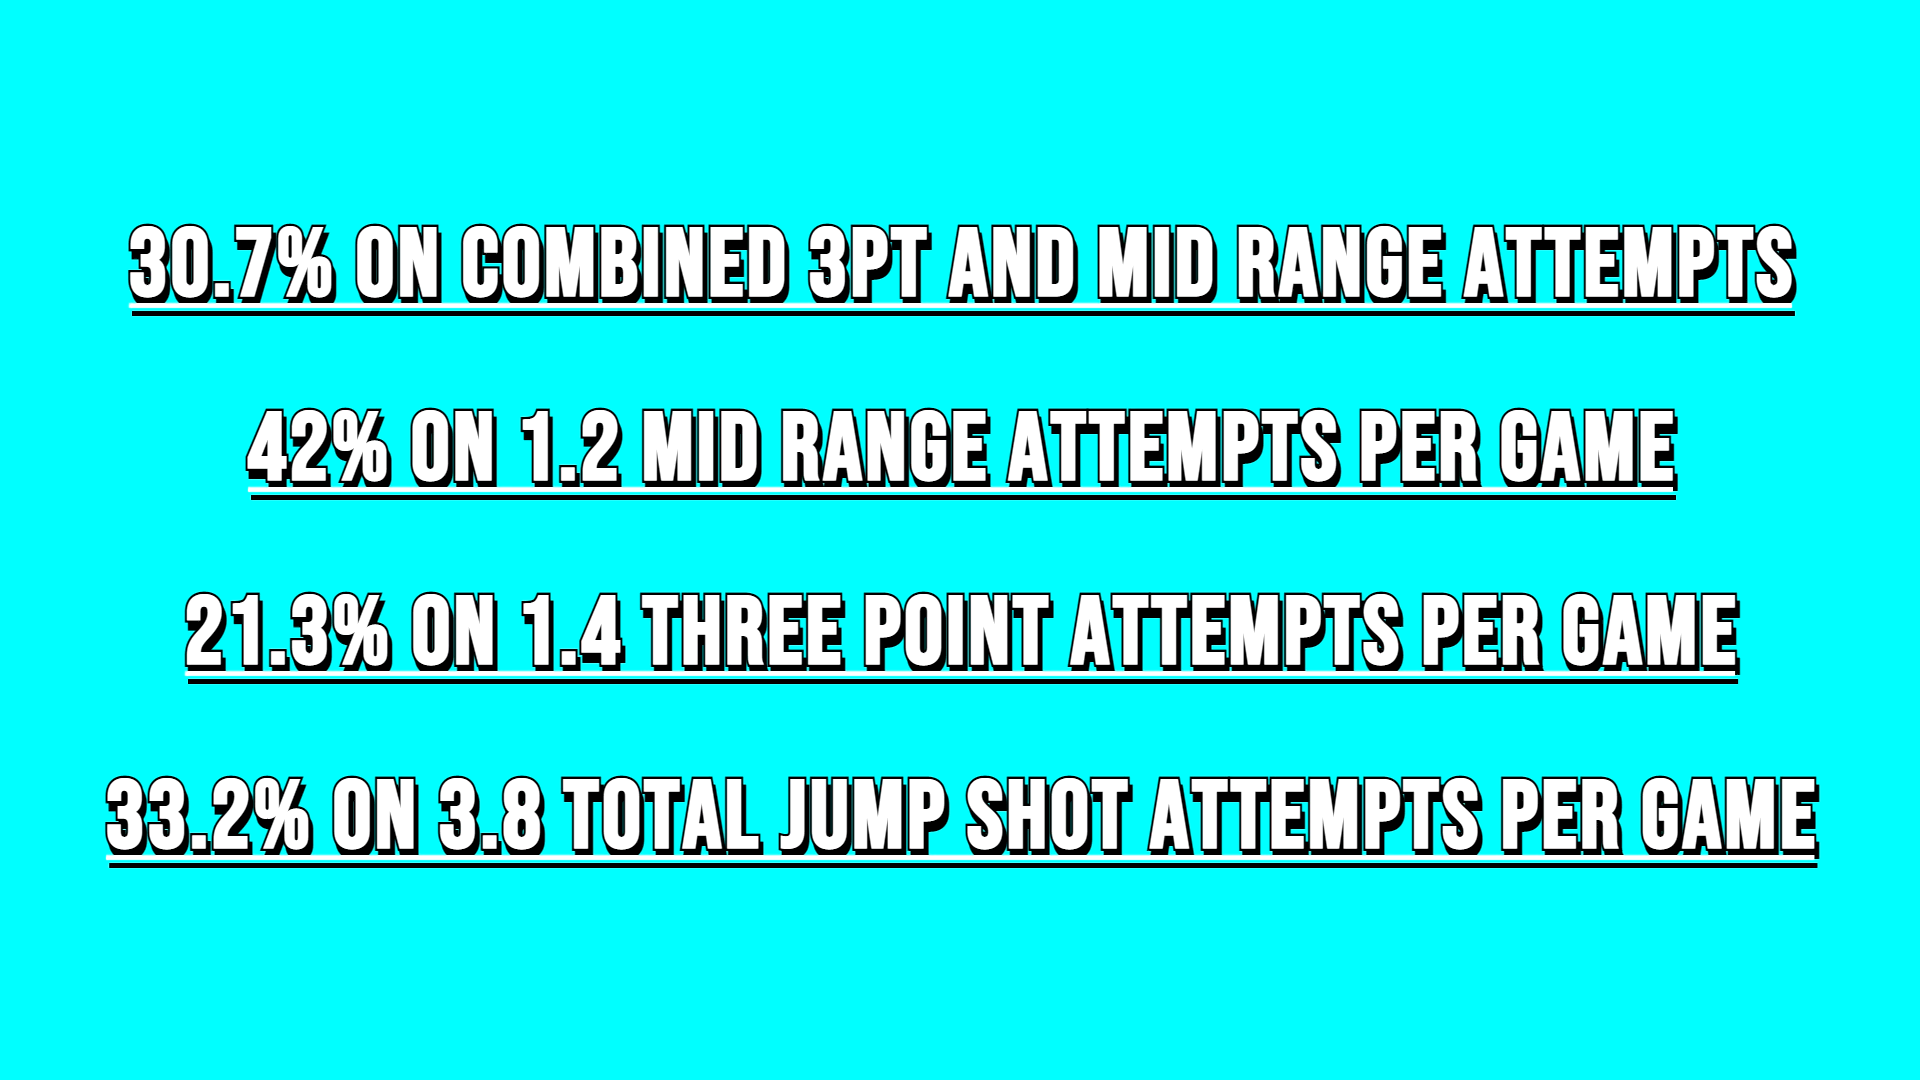 30.7% ON COMBINED 3PT AND MID RANGE ATTEMPTS
42% ON 1.2 MID RANGE ATTEMPTS PER GAME
21.3% ON 1.4 THREE POINT ATTEMPTS PER GAME
33.2% ON 3.8 TOTAL JUMP SHOT ATTEMPTS PER GAME